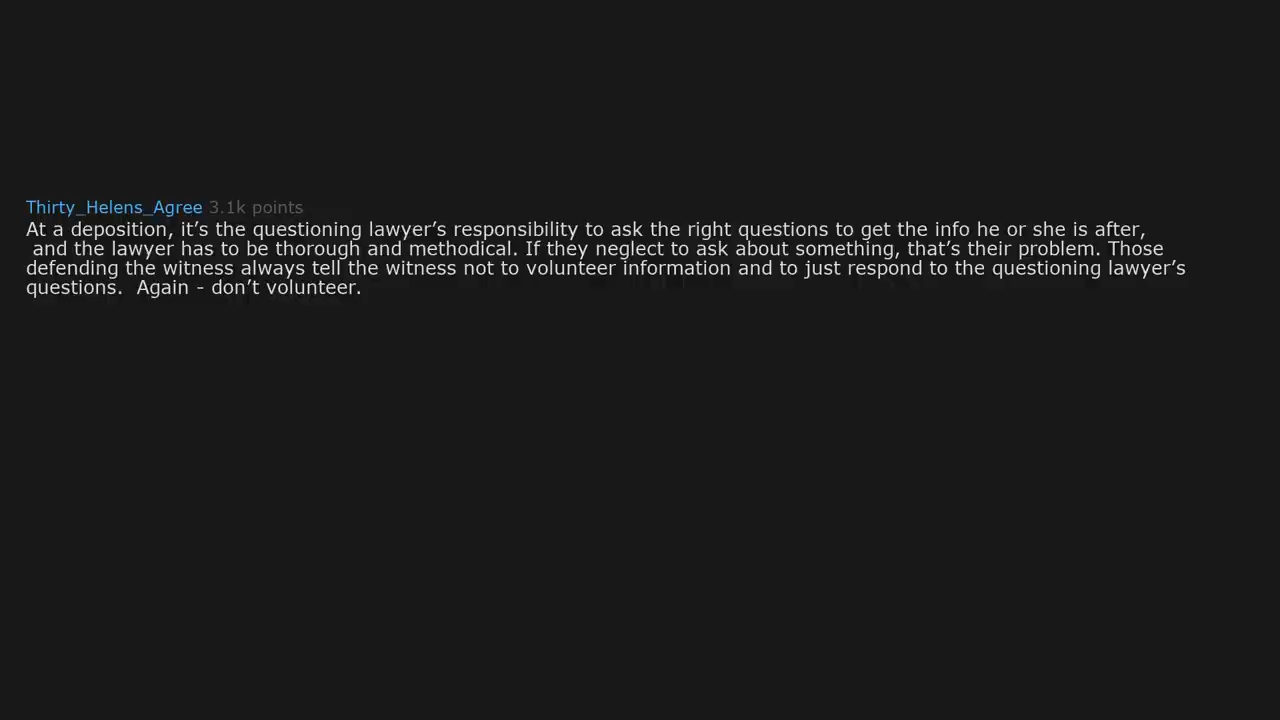 Thirty_Helens_Agree 3.1k points
At a deposition, it’s the questioning lawyer’s responsibility to ask the right questions to get the info he or she is after,
and the lawyer has to be thorough and methodical. If they neglect to ask about something, that’s their problem. Those
defending the witness always tell the witness not to volunteer information and to just respond to the questioning lawyer’s
questions.  Again - don’t volunteer.